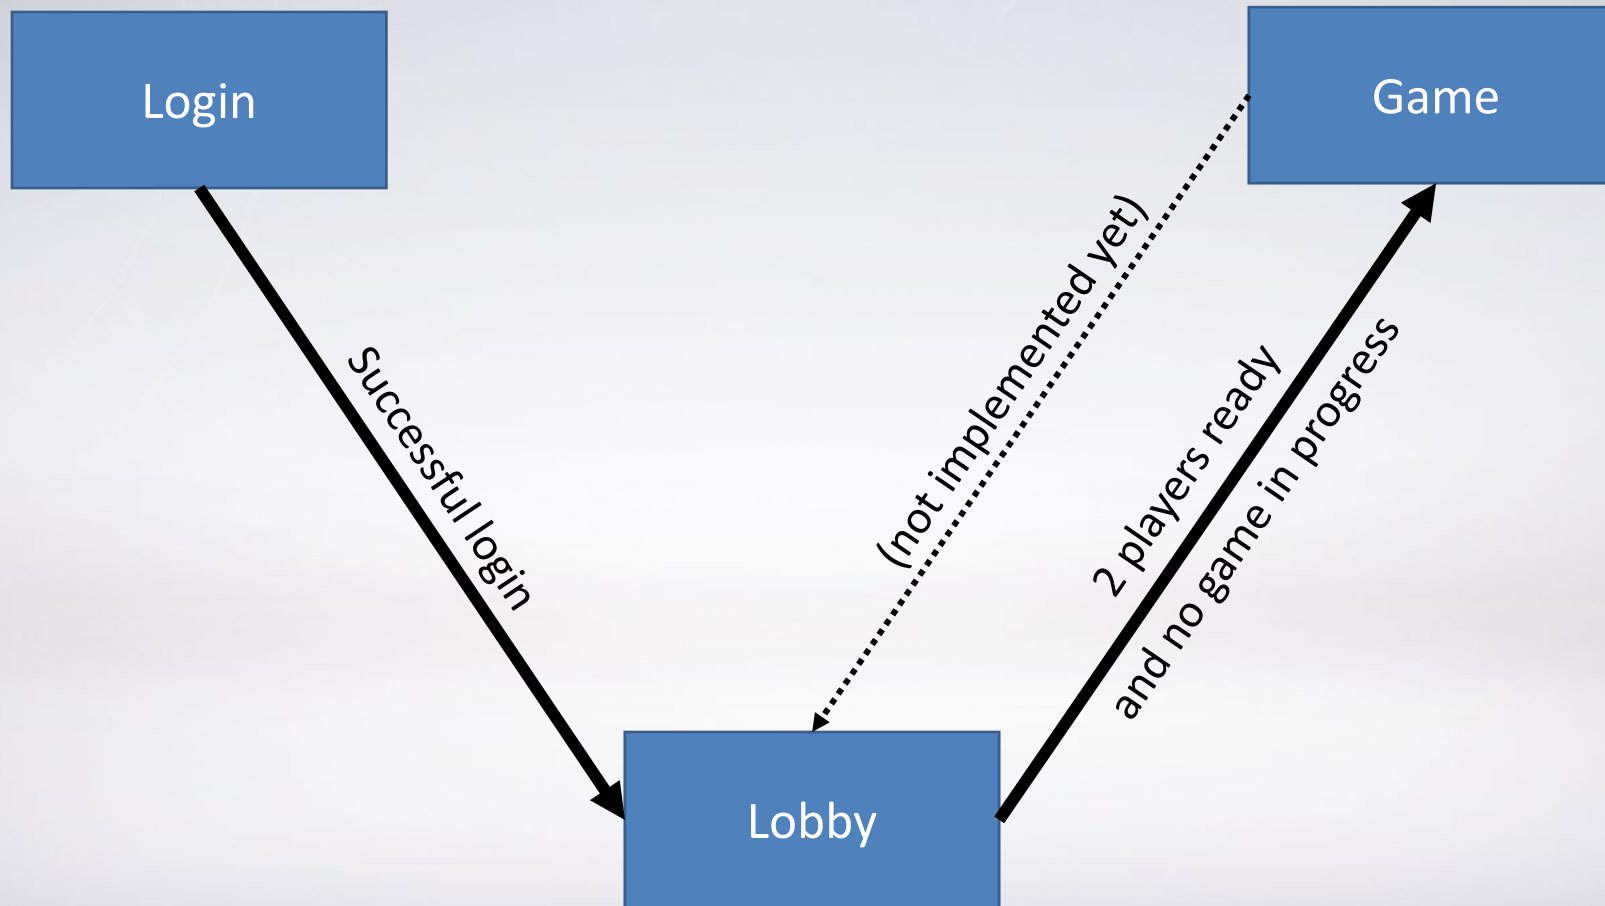 Login
Game
Successful login
(not implemented yet)
2 players ready
and no game in progress
Lobby